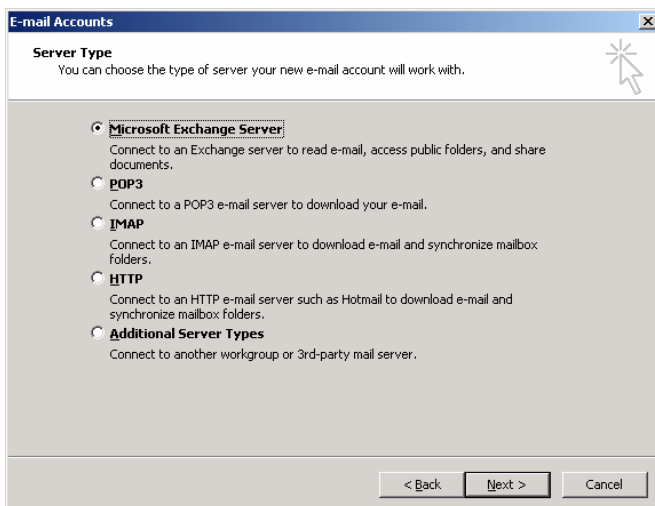 E-mail Accounts
Server Type
You can choose the type of server your new e-mail account will work with.
Microsoft Exchange Server
Connect to an Exchange server to read e-mail, access public folders, and share
documents.
POP3
Connect to a POP3 e-mail server to download your e-mail.
IMAP
Connect to an IMAP e-mail server to download e-mail and synchronize mailbox
folders.
HTTP
Connect to an HTTP e-mail server such as Hotmail to download e-mail and
synchronize mailbox folders.
Additional Server Types
Connect to another workgroup or 3rd-party mail server.
< Back Next > Cancel